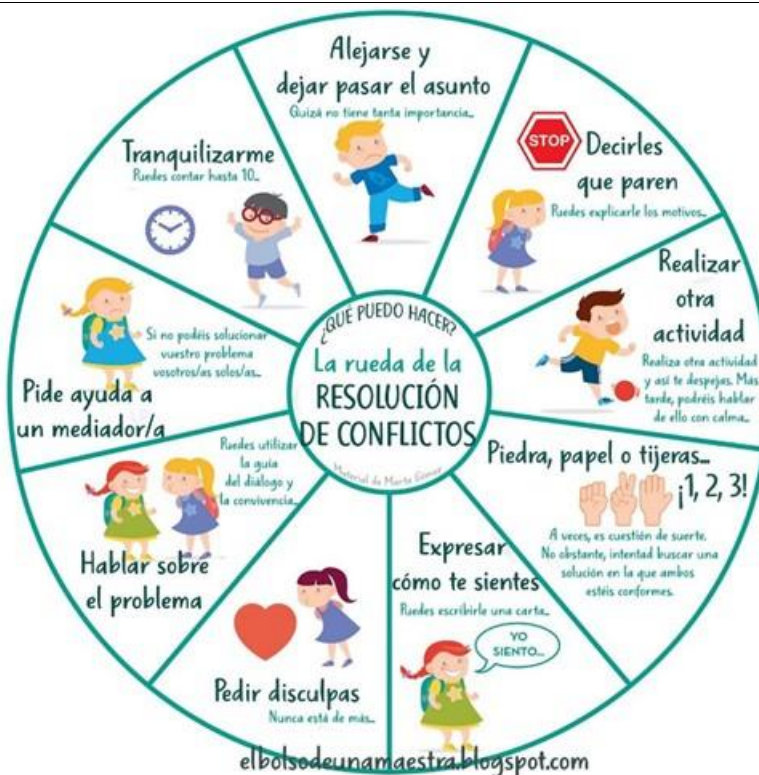 ¿QUÉ PUEDO HACER?
La rueda de la
RESOLUCIÓN
DE CONFLICTOS
Material de Marta Gómez
Alejarse y
dejar pasar el asunto
Quizá no tiene tanta importancia...
STOP
Decirles
que paren
Puedes explicarle los motivos...
Realizar
otra
actividad
Realiza otra actividad
y así te despejas. Más
tarde, podréis hablar
de ello con calma...
Piedra, papel o tijeras...
¡1, 2, 3!
A veces, es cuestión de suerte.
No obstante, intentad buscar una
solución en la que ambos
estéis conformes.
Expresar
cómo te sientes
Puedes escribirle una carta...
YO
SIENTO...
Pedir disculpas
Nunca está de más...
Puedes utilizar
la guía
del diálogo y
la convivencia...
Hablar sobre
el problema
Si no podéis solucionar
vuestro problema
vosotros/as solos/as...
Pide ayuda a
un mediador/a
Tranquilizarme
Puedes contar hasta 10...
elbolsodeunamaestra.blogspot.com